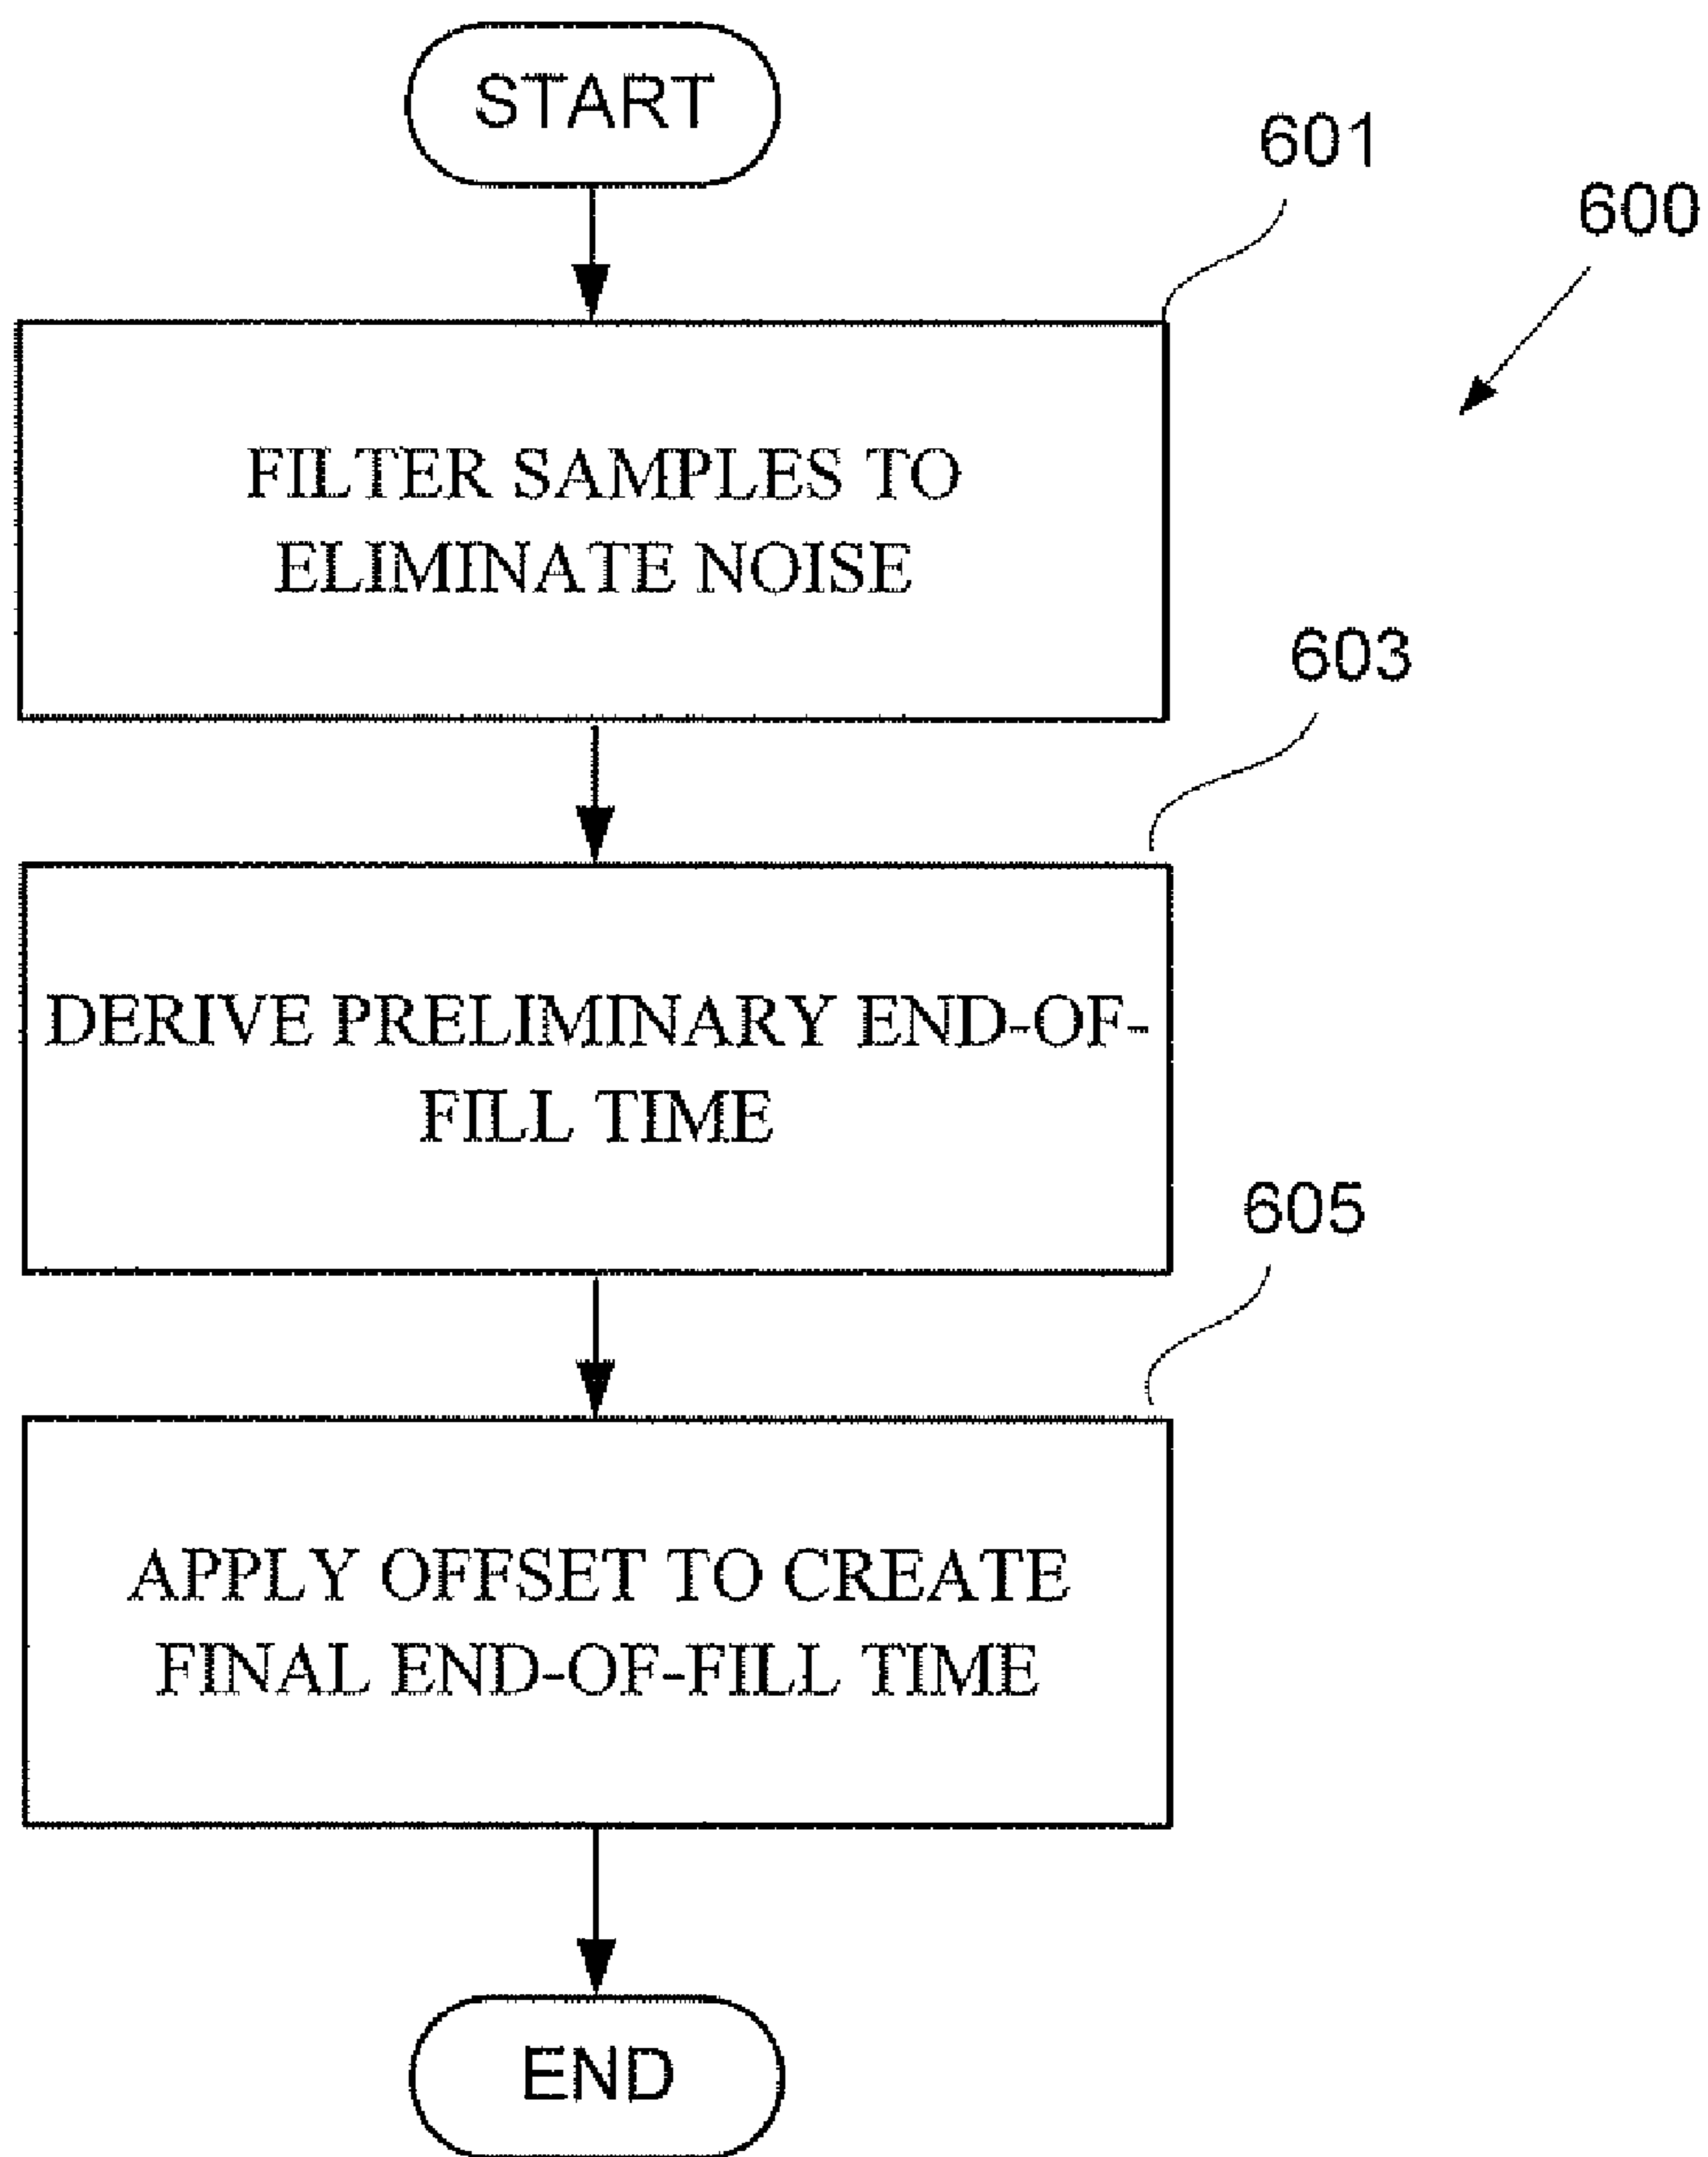 START
601
600
FILTER SAMPLES TO
ELIMINATE NOISE
603
DERIVE PRELIMINARY END-OF-
FILL TIME
605
APPLY OFFSET TO CREATE
FINAL END-OF-FILL TIME
END